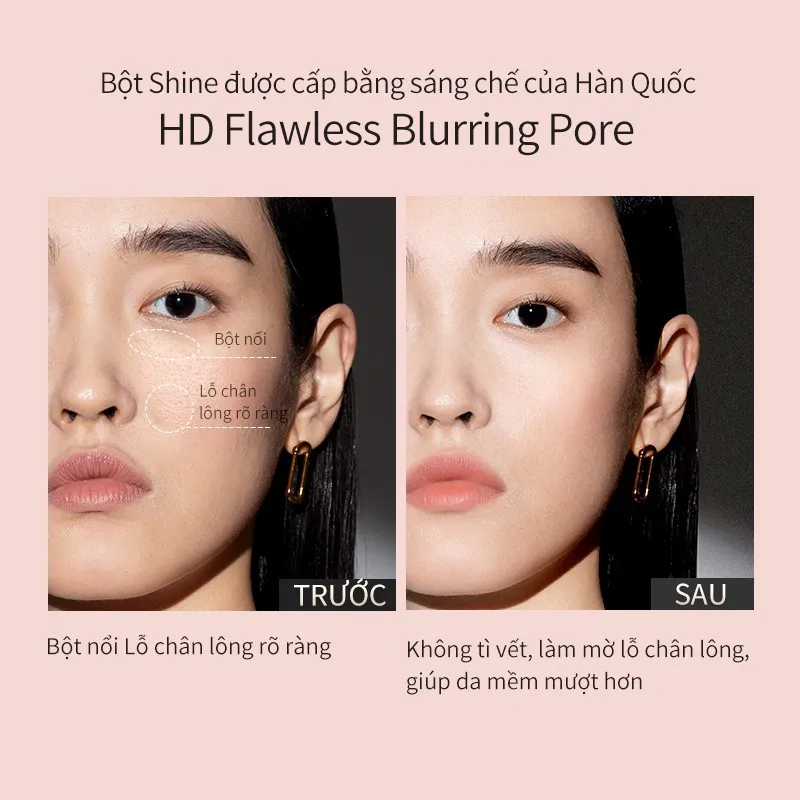 Bột Shine được cấp bằng sáng chế của Hàn Quốc
HD Flawless Blurring Pore
Bột nổi
Lỗ chân
lông rõ ràng
TRƯỚC
SAU
Bột nổi Lỗ chân lông rõ ràng
Không tì vết, làm mờ lỗ chân lông,
giúp da mềm mượt hơn